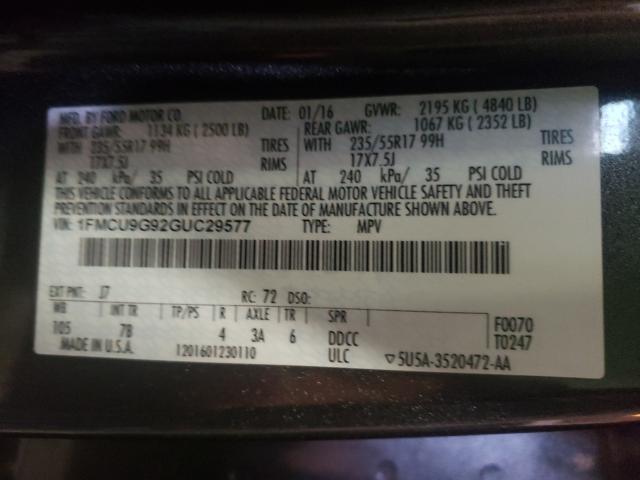 MFD. BY FORD MOTOR CO. DATE: 01/16 GVWR: 2195 KG ( 4840 LB)
FRONT GAWR: 1134 KG ( 2500 LB) REAR GAWR: 1067 KG ( 2352 LB)
WITH 235/55R17 99H TIRES WITH 235/55R17 99H TIRES
17X7.5J RIMS 17X7.5J RIMS
AT 240 kPa/ 35 PSI COLD AT 240 kPa/ 35 PSI COLD
THIS VEHICLE CONFORMS TO ALL APPLICABLE FEDERAL MOTOR VEHICLE SAFETY AND THEFT
PREVENTION STANDARDS IN EFFECT ON THE DATE OF MANUFACTURE SHOWN ABOVE.
VIN: 1FMCU9G92GUC29577 TYPE: MPV
EXT PNT: J7 RC: 72 DSO:
WB INT TR TP/PS R AXLE TR SPR F0070
105 7B 4 3A 6 DDCC T0247
MADE IN U.S.A. 1201601230110 ULC ▽5U5A-3520472-AA